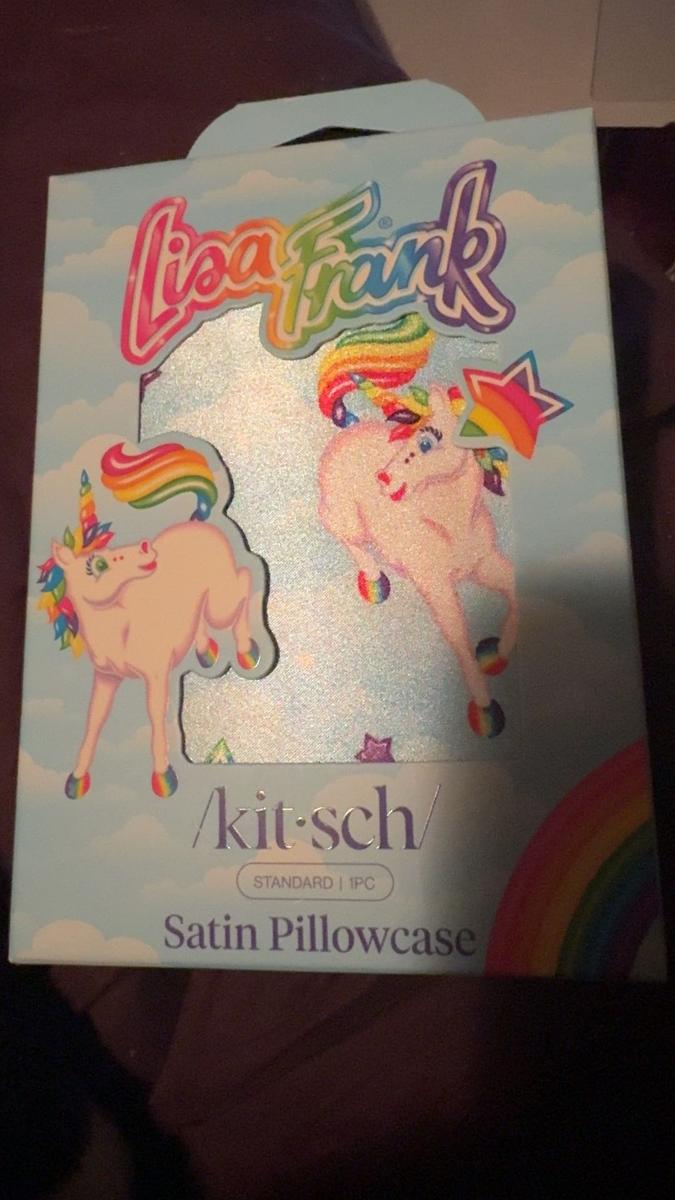 Lisa Frank®
/kit·sch/
STANDARD | 1PC
Satin Pillowcase